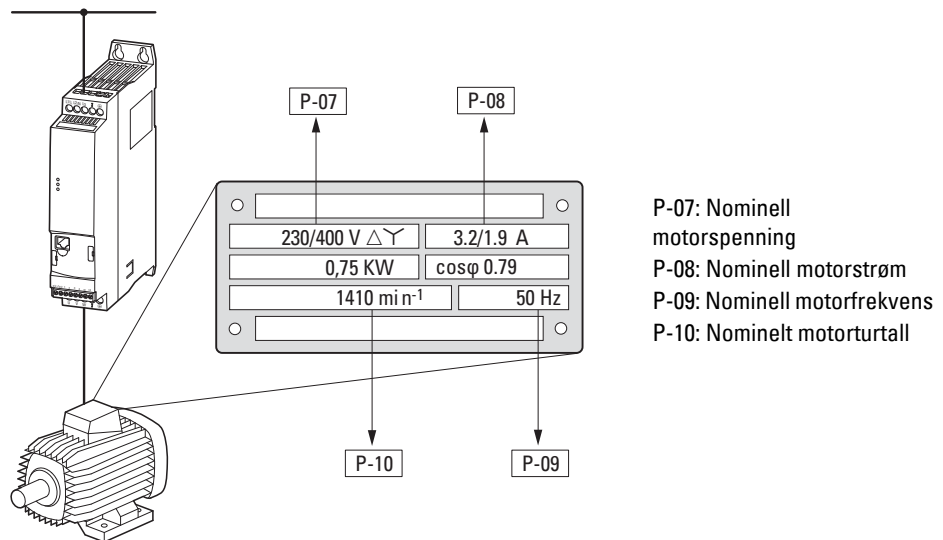 P-07
P-08
230/400 V △Y
3.2/1.9 A
0,75 KW
cosφ 0.79
1410 min-1
50 Hz
P-10
P-09
P-07: Nominell
motorspenning
P-08: Nominell motorstrøm
P-09: Nominell motorfrekvens
P-10: Nominelt motorturtall